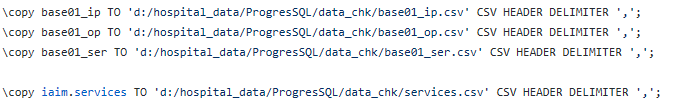 \copy base01_ip TO 'd:/hospital_data/ProgresSQL/data_chk/base01_ip.csv' CSV HEADER DELIMITER ',';
\copy base01_op TO 'd:/hospital_data/ProgresSQL/data_chk/base01_op.csv' CSV HEADER DELIMITER ',';
\copy base01_ser TO 'd:/hospital_data/ProgresSQL/data_chk/base01_ser.csv' CSV HEADER DELIMITER ',';
\copy iaim.services TO 'd:/hospital_data/ProgresSQL/data_chk/services.csv' CSV HEADER DELIMITER ',';